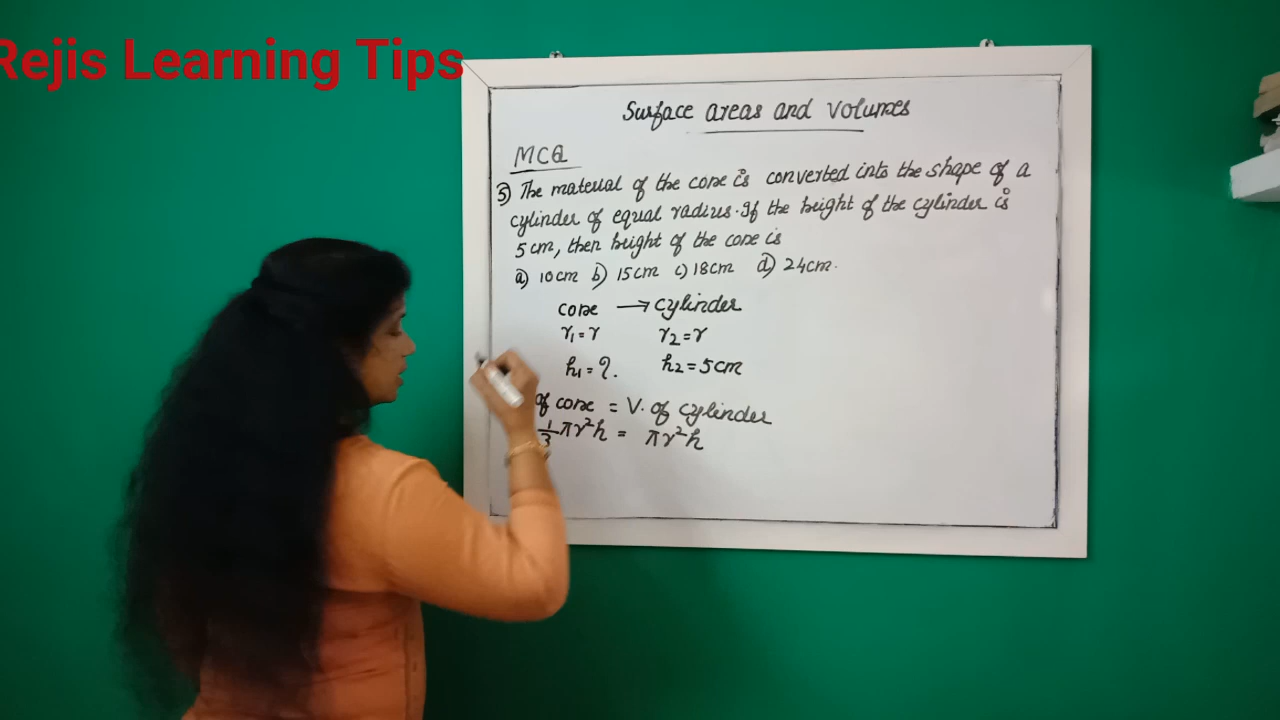 Rejis Learning Tips
Surface areas and volumes
MCQ
5) The material of the cone is converted into the shape of a
cylinder of equal radius. If the height of the cylinder is
5 cm, then height of the cone is
a) 10cm b) 15cm c) 18cm d) 24cm.
cone → cylinder
r₁ = r r₂ = r
h₁ = ?. h₂ = 5cm
of cone = V. of cylinder
1/3 πr²h = πr²h